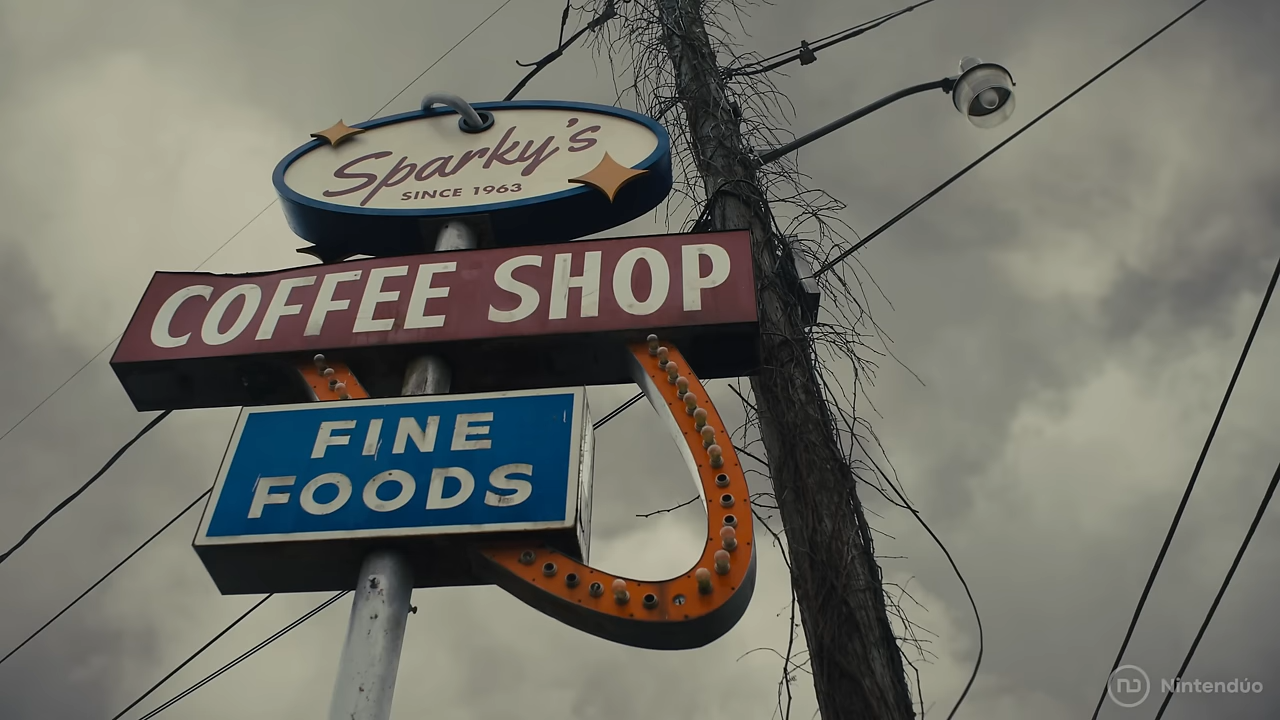 Sparky's
SINCE 1963
COFFEE SHOP
FINE
FOODS
Nintendúo